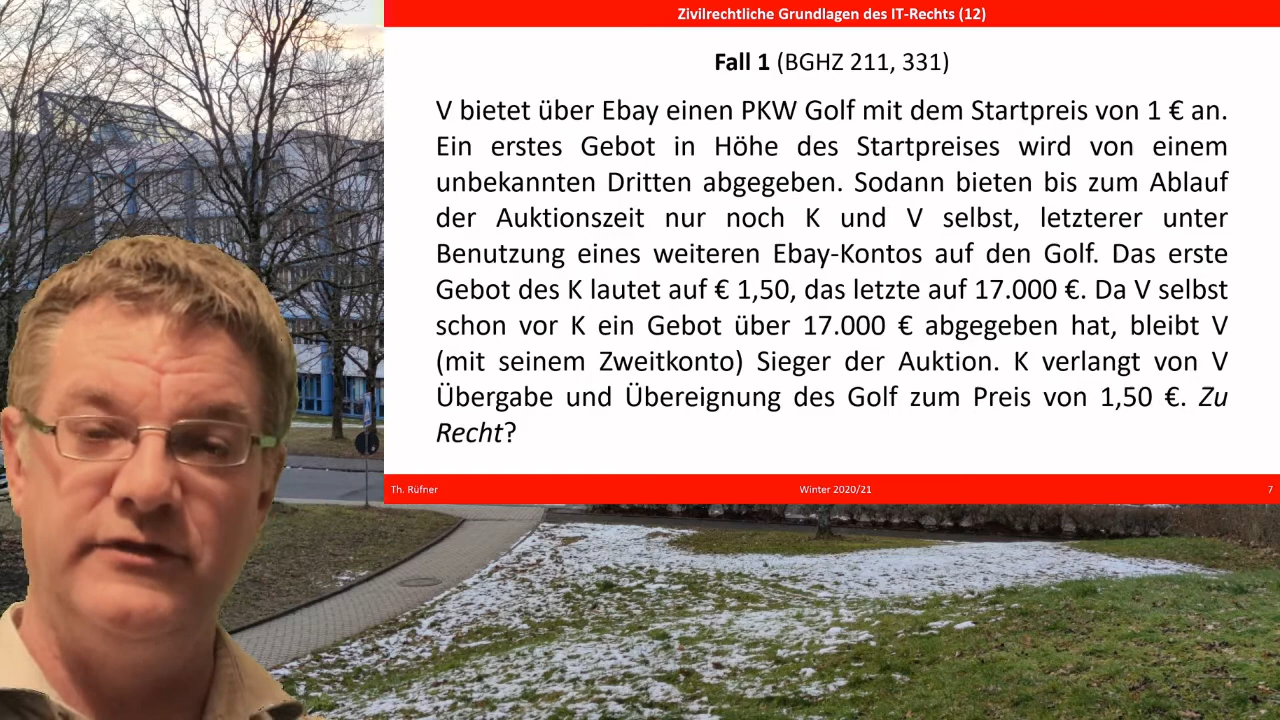 Zivilrechtliche Grundlagen des IT-Rechts (12)
Fall 1 (BGHZ 211, 331)
V bietet über Ebay einen PKW Golf mit dem Startpreis von 1 € an.
Ein erstes Gebot in Höhe des Startpreises wird von einem
unbekannten Dritten abgegeben. Sodann bieten bis zum Ablauf
der Auktionszeit nur noch K und V selbst, letzterer unter
Benutzung eines weiteren Ebay-Kontos auf den Golf. Das erste
Gebot des K lautet auf € 1,50, das letzte auf 17.000 €. Da V selbst
schon vor K ein Gebot über 17.000 € abgegeben hat, bleibt V
(mit seinem Zweitkonto) Sieger der Auktion. K verlangt von V
Übergabe und Übereignung des Golf zum Preis von 1,50 €. Zu
Recht?
Th. Rüfner
Winter 2020/21
7